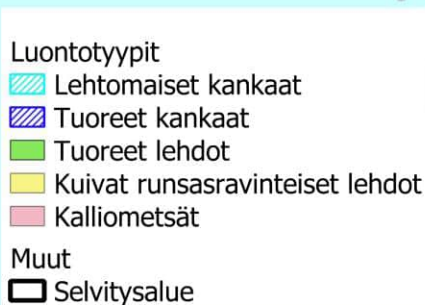 Luontotyypit
Lehtomaiset kankaat
Tuoreet kankaat
Tuoreet lehdot
Kuivat runsasravinteiset lehdot
Kalliometsät
Muut
Selvitysalue